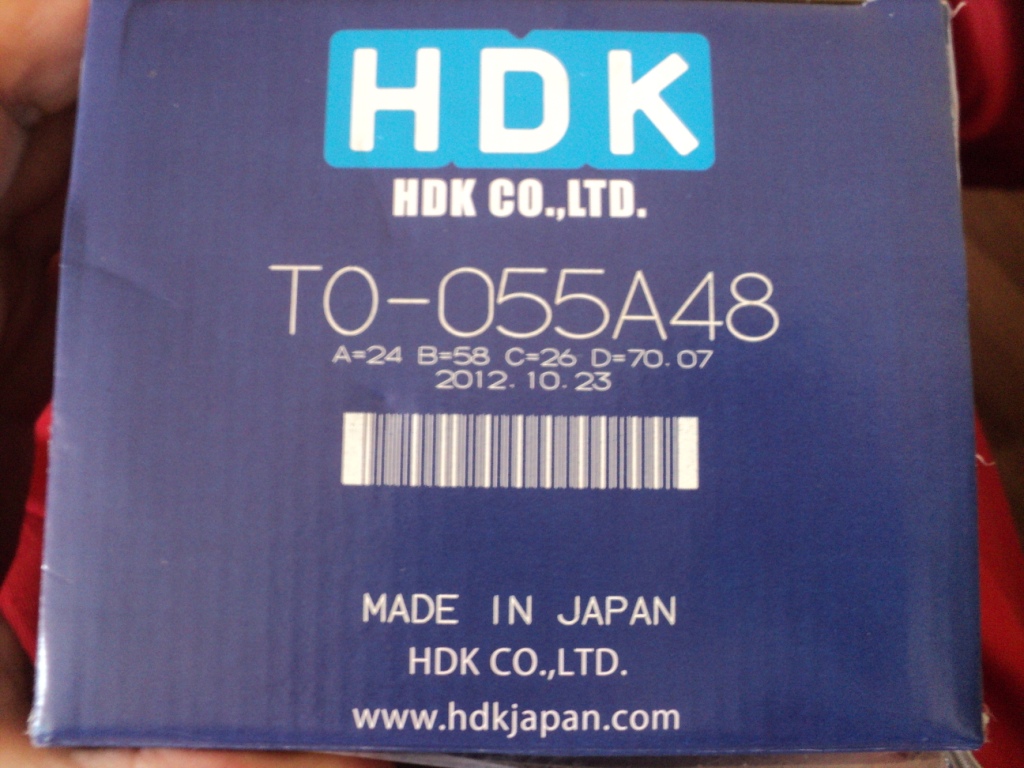 HDK
HDK CO.,LTD.
TO-055A48
A=24 B=58 C=26 D=70.07
2012.10.23
MADE IN JAPAN
HDK CO.,LTD.
www.hdkjapan.com